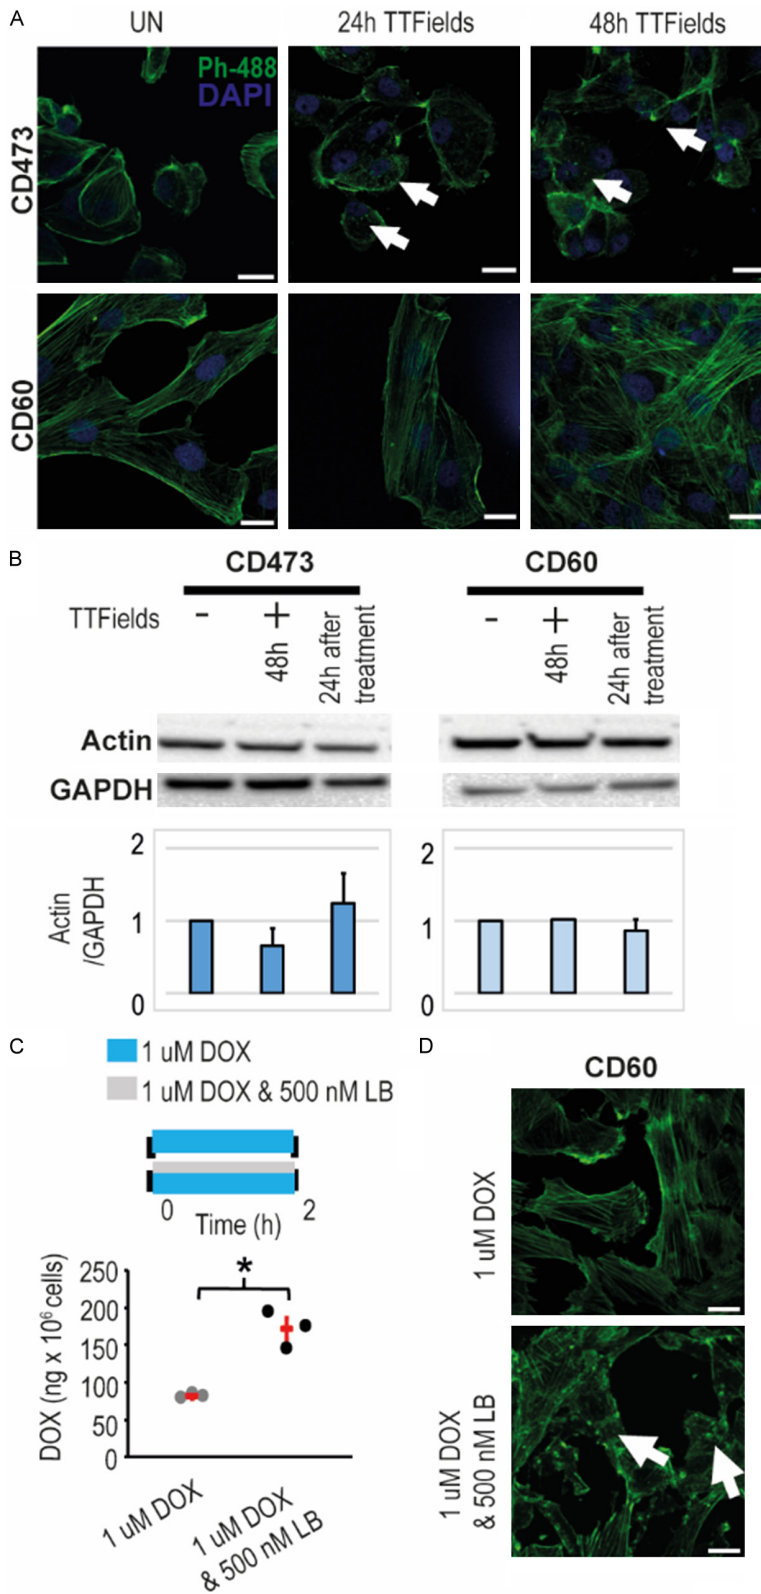 A
UN
24h TTFields
48h TTFields
Ph-488
DAPI
CD473
CD60
B
CD473
CD60
TTFields
-
+
48h
24h after
treatment
-
+
48h
24h after
treatment
Actin
GAPDH
Actin
/GAPDH
2
1
0
2
1
0
C
1 uM DOX
1 uM DOX & 500 nM LB
0
2
Time (h)
DOX (ng x 10⁶ cells)
250
200
150
100
50
0
*
1 uM DOX
1 uM DOX
& 500 nM LB
D
CD60
1 uM DOX
1 uM DOX
& 500 nM LB